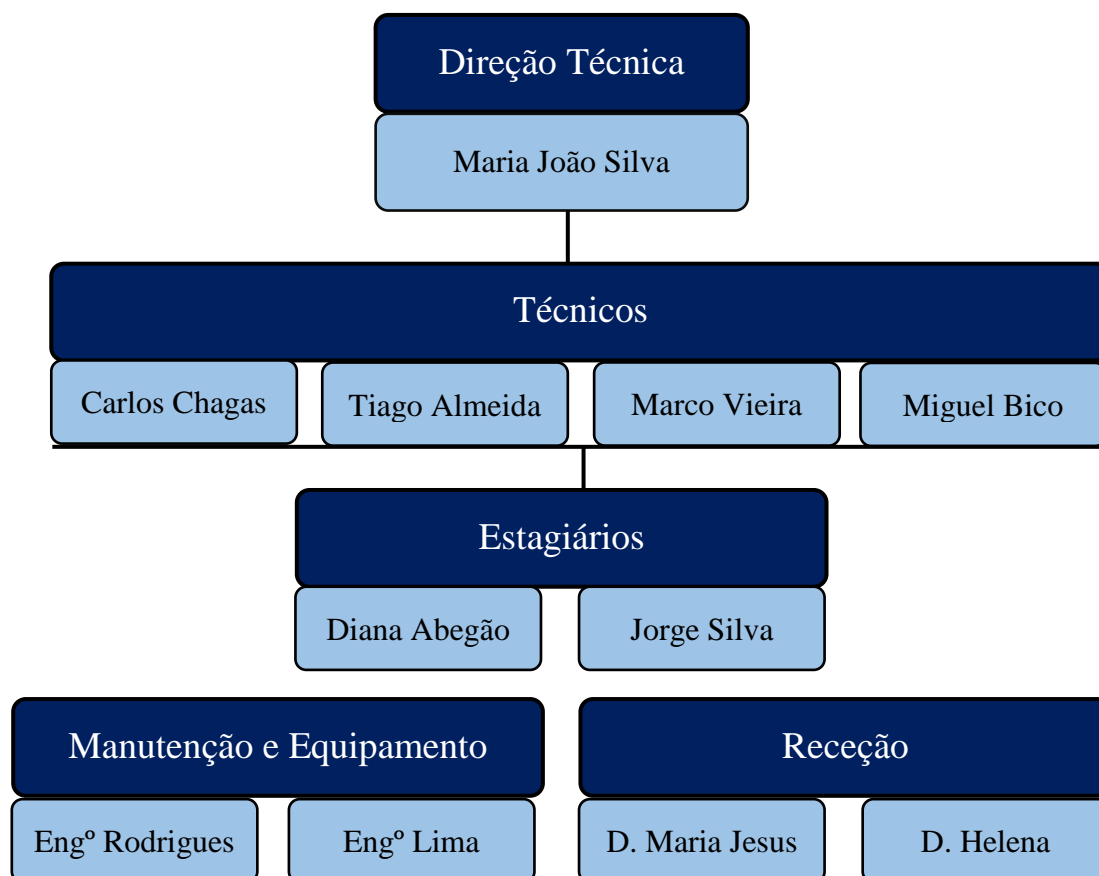 Direção Técnica
Maria João Silva
Técnicos
Carlos Chagas
Tiago Almeida
Marco Vieira
Miguel Bico
Estagiários
Diana Abegão
Jorge Silva
Manutenção e Equipamento
Receção
Engº Rodrigues
Engº Lima
D. Maria Jesus
D. Helena